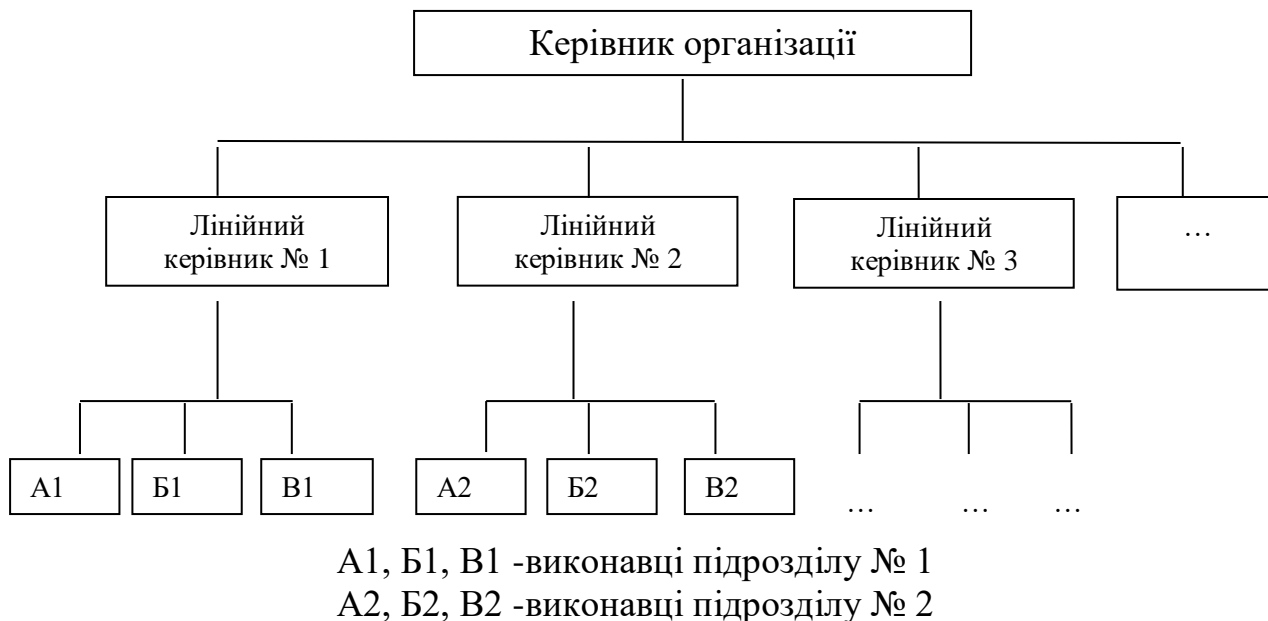 Керівник організації
Лінійний
керівник № 1
Лінійний
керівник № 2
Лінійний
керівник № 3
…
А1
Б1
В1
А2
Б2
В2
…
…
…
А1, Б1, В1 -виконавці підрозділу № 1
А2, Б2, В2 -виконавці підрозділу № 2